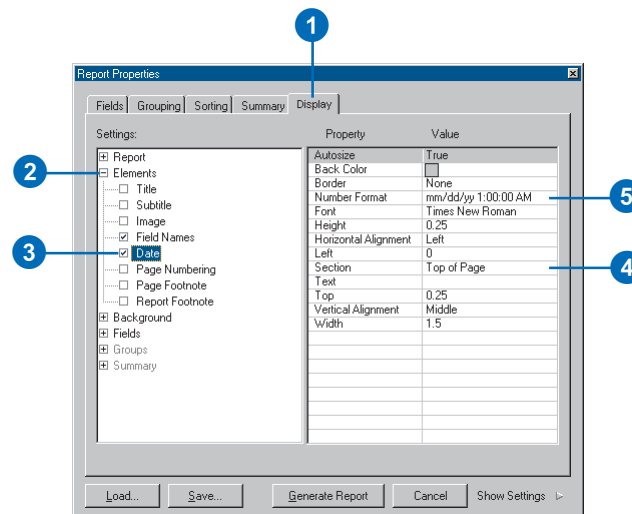 1
Report Properties
Fields Grouping Sorting Summary Display
Settings:
Property Value
Report
Elements
Title
Subtitle
Image
Field Names
Date
Page Numbering
Page Footnote
Report Footnote
Background
Fields
Groups
Summary
Autosize True
Back Color
Border None
Number Format mm/dd/yy 1:00:00 AM
Font Times New Roman
Height 0.25
Horizontal Alignment Left
Left 0
Section Top of Page
Text
Top 0.25
Vertical Alignment Middle
Width 1.5
2
3
5
4
Load... Save... Generate Report Cancel Show Settings